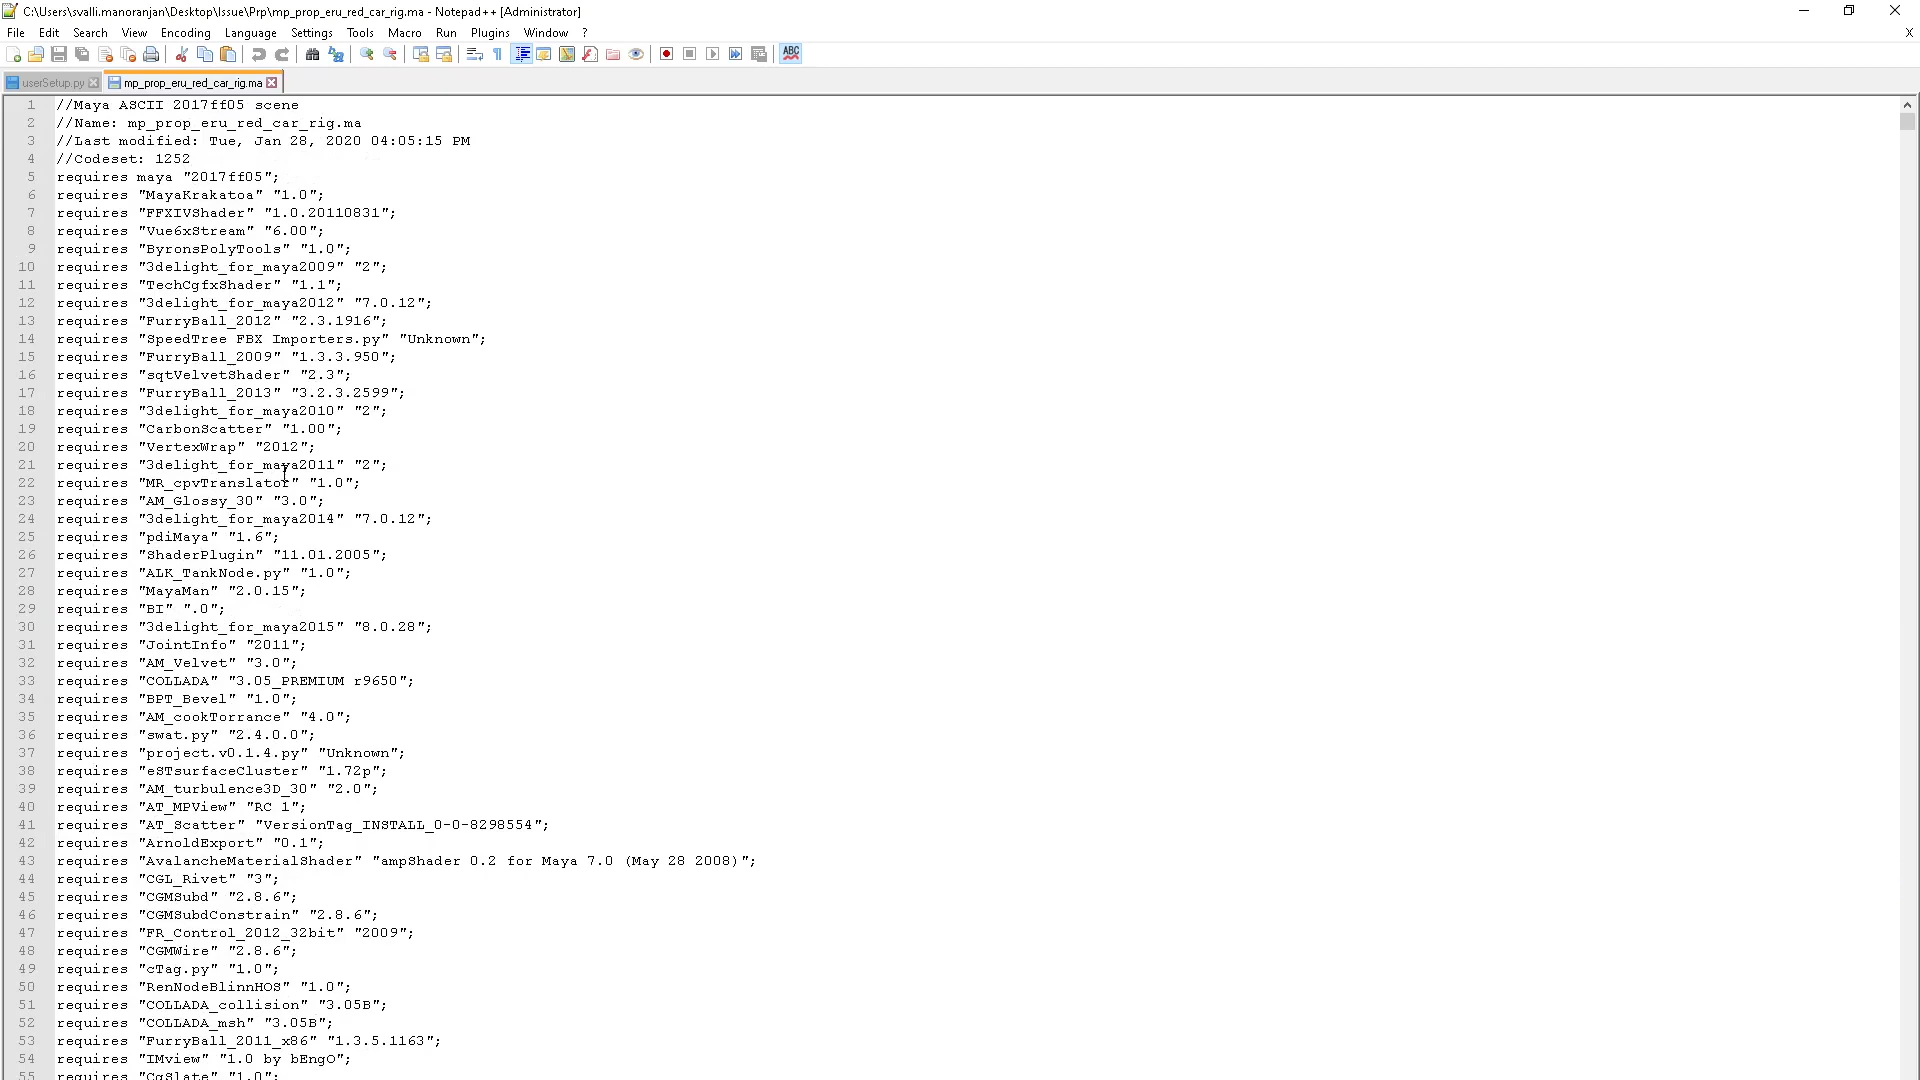 C:\Users\svalli.manoranjan\Desktop\Issue\Prp\mp_prop_eru_red_car_rig.ma - Notepad++ [Administrator]
File Edit Search View Encoding Language Settings Tools Macro Run Plugins Window ? X
ABC
userSetup.py mp_prop_eru_red_car_rig.ma
1 //Maya ASCII 2017ff05 scene
2 //Name: mp_prop_eru_red_car_rig.ma
3 //Last modified: Tue, Jan 28, 2020 04:05:15 PM
4 //Codeset: 1252
5 requires maya "2017ff05";
6 requires "MayaKrakatoa" "1.0";
7 requires "FFXIVShader" "1.0.20110831";
8 requires "Vue6xStream" "6.00";
9 requires "ByronsPolyTools" "1.0";
10 requires "3delight_for_maya2009" "2";
11 requires "TechCgfxShader" "1.1";
12 requires "3delight_for_maya2012" "7.0.12";
13 requires "FurryBall_2012" "2.3.1916";
14 requires "SpeedTree FBX Importers.py" "Unknown";
15 requires "FurryBall_2009" "1.3.3.950";
16 requires "sqtVelvetShader" "2.3";
17 requires "FurryBall_2013" "3.2.3.2599";
18 requires "3delight_for_maya2010" "2";
19 requires "CarbonScatter" "1.00";
20 requires "VertexWrap" "2012";
21 requires "3delight_for_maya2011" "2";
22 requires "MR_cpvTranslator" "1.0";
23 requires "AM_Glossy_30" "3.0";
24 requires "3delight_for_maya2014" "7.0.12";
25 requires "pdiMaya" "1.6";
26 requires "ShaderPlugin" "11.01.2005";
27 requires "ALK_TankNode.py" "1.0";
28 requires "MayaMan" "2.0.15";
29 requires "BI" ".0";
30 requires "3delight_for_maya2015" "8.0.28";
31 requires "JointInfo" "2011";
32 requires "AM_Velvet" "3.0";
33 requires "COLLADA" "3.05_PREMIUM r9650";
34 requires "BPT_Bevel" "1.0";
35 requires "AM_cookTorrance" "4.0";
36 requires "swat.py" "2.4.0.0";
37 requires "project.v0.1.4.py" "Unknown";
38 requires "eSTsurfaceCluster" "1.72p";
39 requires "AM_turbulence3D_30" "2.0";
40 requires "AT_MPView" "RC 1";
41 requires "AT_Scatter" "VersionTag_INSTALL_0-0-8298554";
42 requires "ArnoldExport" "0.1";
43 requires "AvalancheMaterialShader" "ampShader 0.2 for Maya 7.0 (May 28 2008)";
44 requires "CGL_Rivet" "3";
45 requires "CGMSubd" "2.8.6";
46 requires "CGMSubdConstrain" "2.8.6";
47 requires "FR_Control_2012_32bit" "2009";
48 requires "CGMWire" "2.8.6";
49 requires "cTag.py" "1.0";
50 requires "RenNodeBlinnHOS" "1.0";
51 requires "COLLADA_collision" "3.05B";
52 requires "COLLADA_msh" "3.05B";
53 requires "FurryBall_2011_x86" "1.3.5.1163";
54 requires "IMview" "1.0 by bEngO";
55 requires "CgSlate" "1.0";